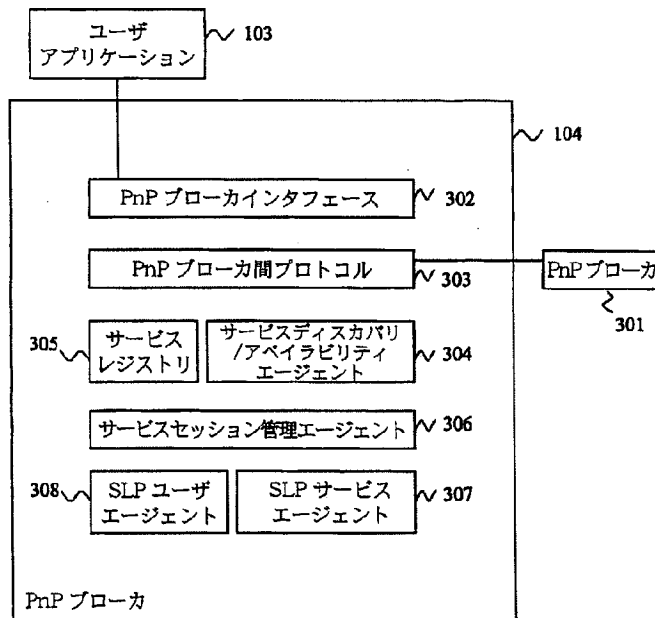 ユーザ
アプリケーション
103
104
PnP ブローカインタフェース
302
PnP ブローカ間プロトコル
303
PnPブローカ
301
305
サービス
レジストリ
サービスディスカバリ
/アベイラビリティ
エージェント
304
サービスセッション管理エージェント
306
308
SLP ユーザ
エージェント
SLP サービス
エージェント
307
PnP ブローカ